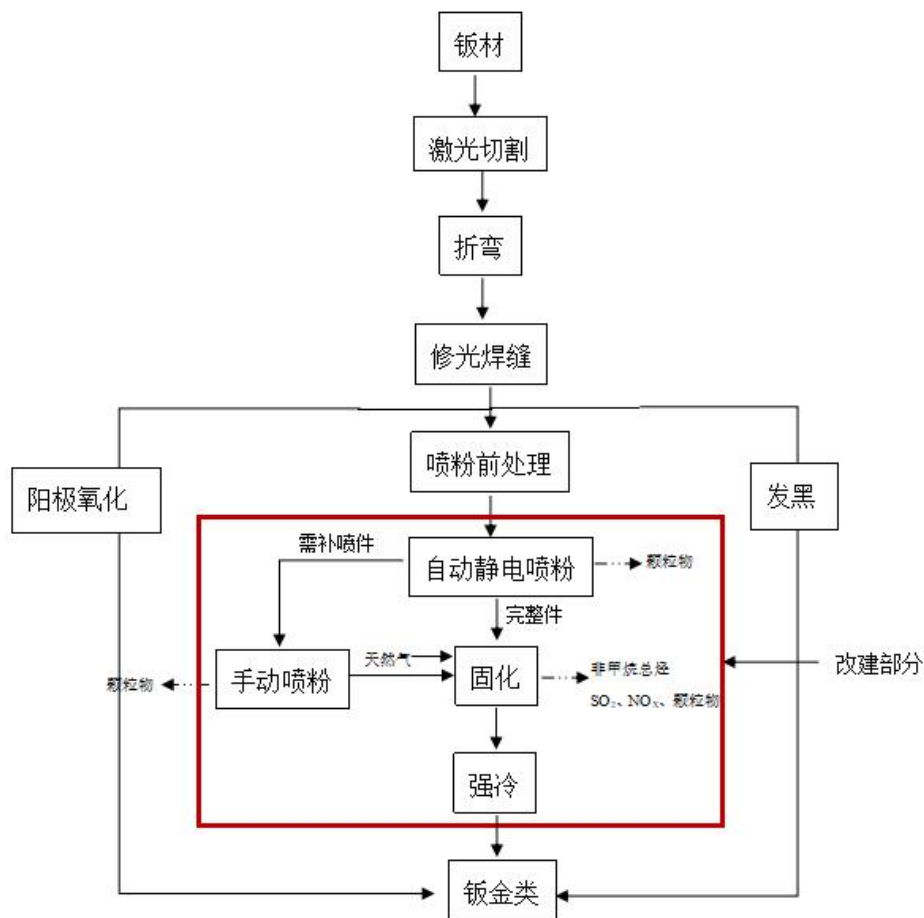 钣材
激光切割
折弯
修光焊缝
喷粉前处理
阳极氧化
发黑
需补喷件
自动静电喷粉
颗粒物
完整件
天然气
手动喷粉
固化
颗粒物
非甲烷总烃
SO₂、NOₓ、颗粒物
改建部分
强冷
钣金类